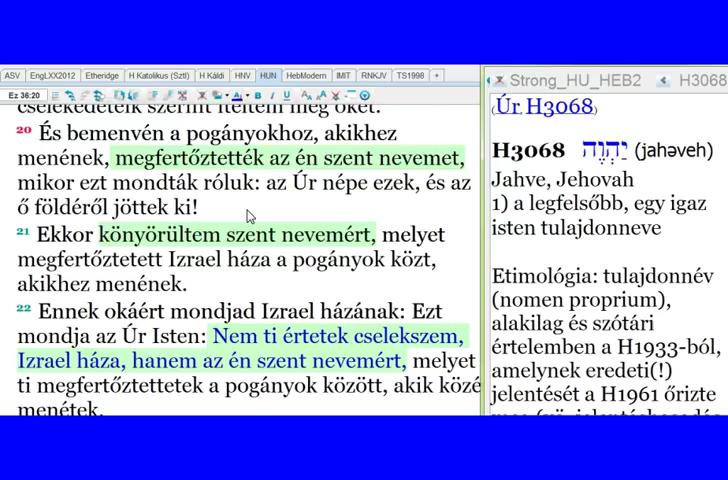 ASV EngLXX2012 Etheridge H Katolikus (SztI) H Káldi HNV HUN HebModern IMIT RNKJV TS1998 +
Ez 36:20
cselekedeteik szerint ítéltem meg őket.
20 És bemenvén a pogányokhoz, akikhez
menének, megfertőztették az én szent nevemet,
mikor ezt mondták róluk: az Úr népe ezek, és az
ő földéről jöttek ki!
21 Ekkor könyörültem szent nevemért, melyet
megfertőztetett Izrael háza a pogányok közt,
akikhez menének.
22 Ennek okáért mondjad Izrael házának: Ezt
mondja az Úr Isten: Nem ti értetek cselekszem,
Izrael háza, hanem az én szent nevemért, melyet
ti megfertőztettetek a pogányok között, akik közé
menétek.
Strong_HU_HEB2 H3068
(Úr H3068)
H3068 יַהְוֶה (jahǝveh)
Jahve, Jehovah
1) a legfelsőbb, egy igaz
isten tulajdonneve
Etimológia: tulajdonnév
(nomen proprium),
alakilag és szótári
értelemben a H1933-ból,
amelynek eredeti(!)
jelentését a H1961 őrizte